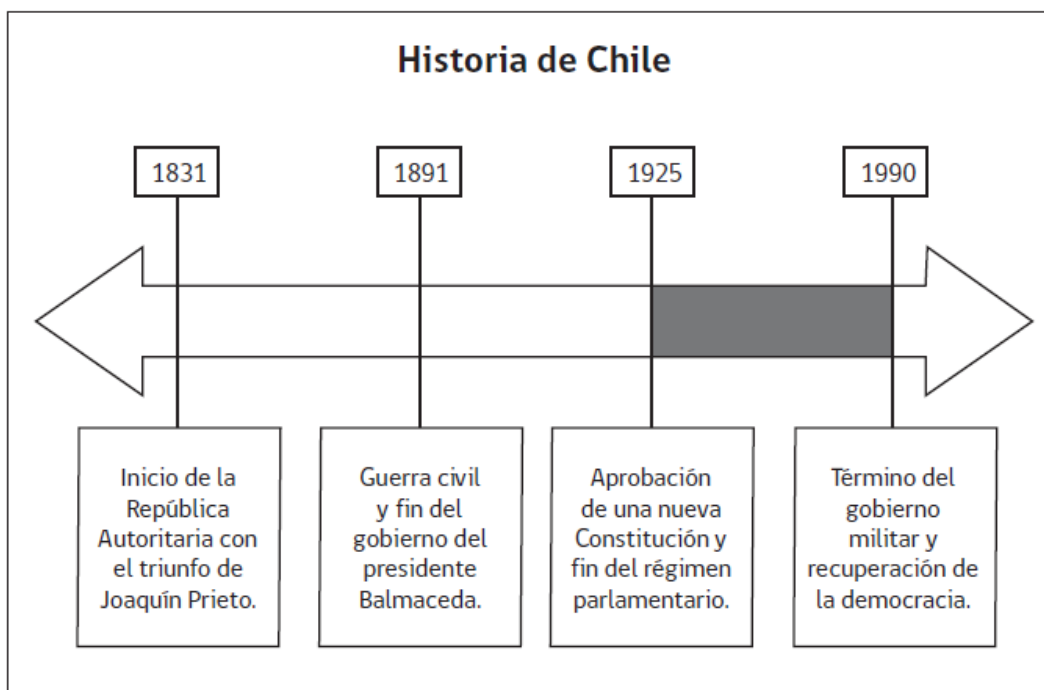 Historia de Chile
1831
1891
1925
1990
Inicio de la
República
Autoritaria con
el triunfo de
Joaquín Prieto.
Guerra civil
y fin del
gobierno del
presidente
Balmaceda.
Aprobación
de una nueva
Constitución y
fin del régimen
parlamentario.
Término del
gobierno
militar y
recuperación de
la democracia.